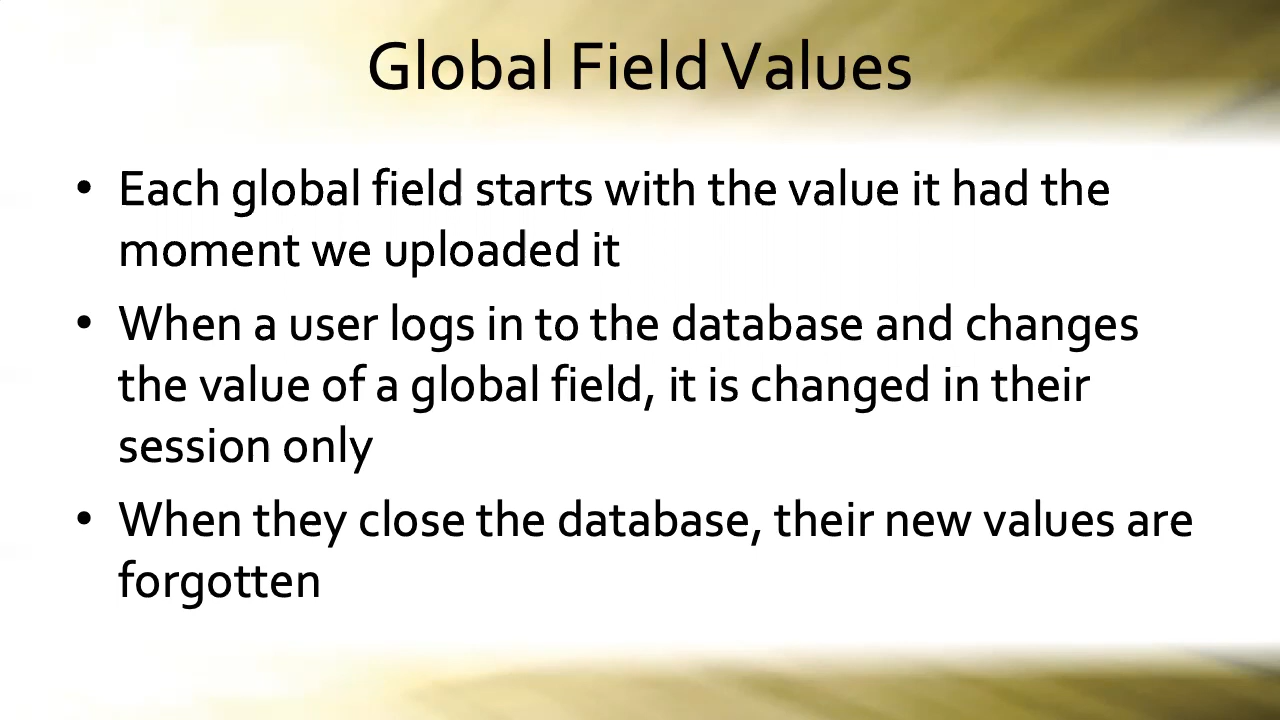 Global Field Values
• Each global field starts with the value it had the
moment we uploaded it
• When a user logs in to the database and changes
the value of a global field, it is changed in their
session only
• When they close the database, their new values are
forgotten